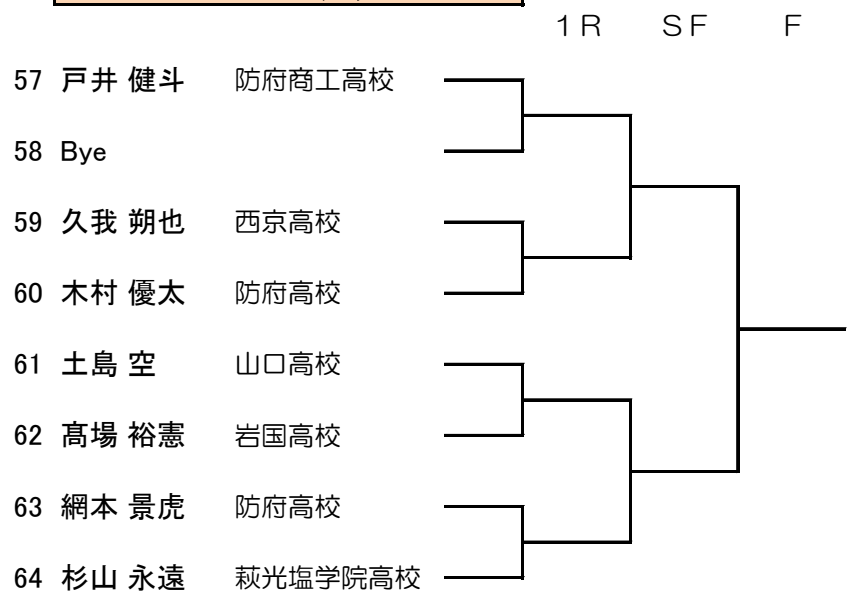 １Ｒ ＳＦ Ｆ
57 戸井 健斗 防府商工高校
58 Bye
59 久我 朔也 西京高校
60 木村 優太 防府高校
61 土島 空 山口高校
62 髙場 裕憲 岩国高校
63 網本 景虎 防府高校
64 杉山 永遠 萩光塩学院高校